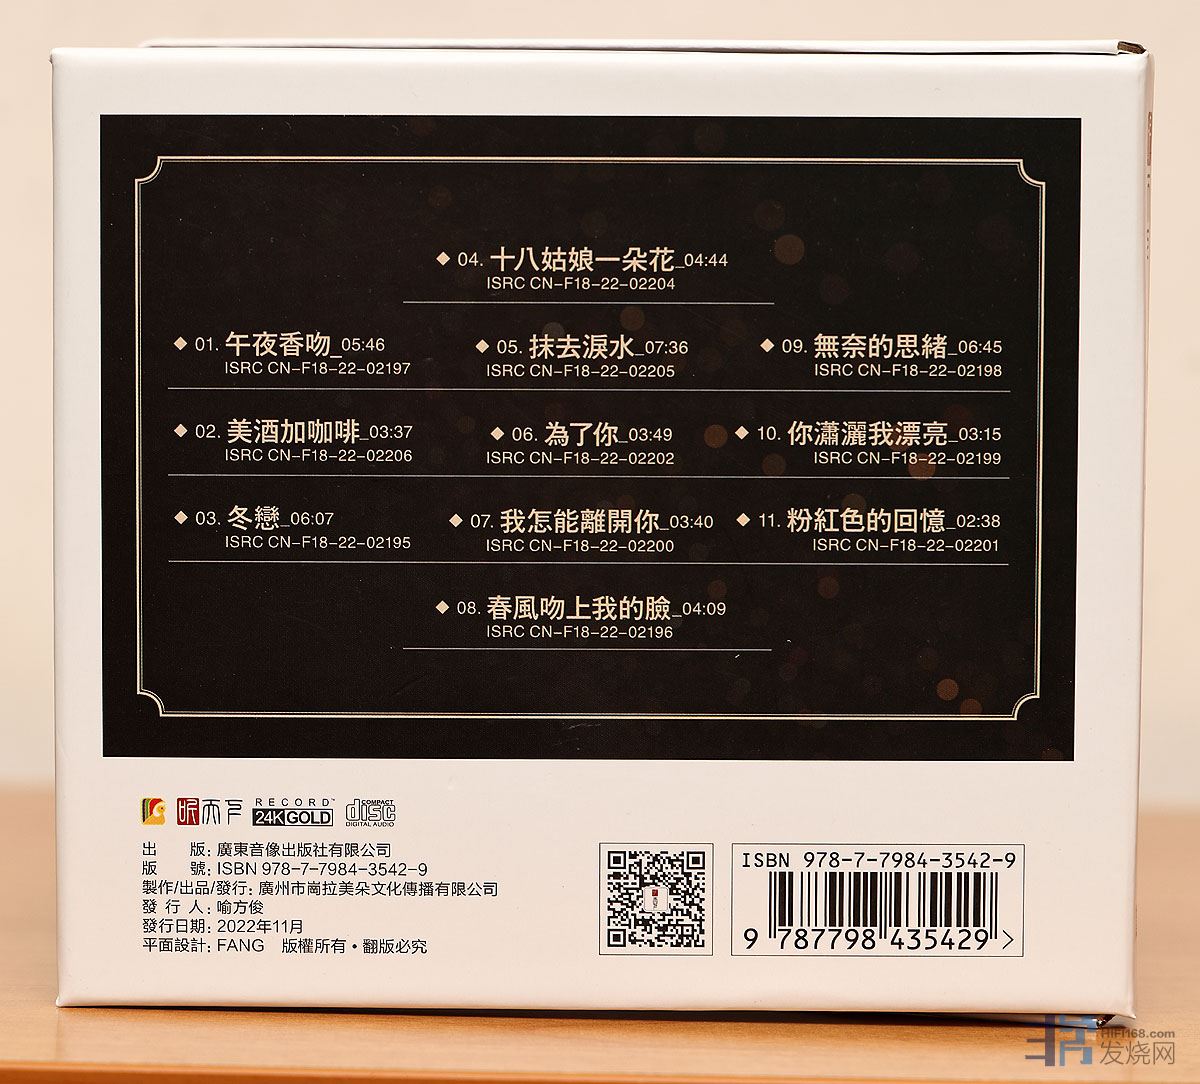 ◆ 04. 十八姑娘一朵花_04:44
ISRC CN-F18-22-02204
◆ 01. 午夜香吻_05:46
ISRC CN-F18-22-02197
◆ 05. 抹去淚水_07:36
ISRC CN-F18-22-02205
◆ 09. 無奈的思緒_06:45
ISRC CN-F18-22-02198
◆ 02. 美酒加咖啡_03:37
ISRC CN-F18-22-02206
◆ 06. 為了你_03:49
ISRC CN-F18-22-02202
◆ 10. 你瀟灑我漂亮_03:15
ISRC CN-F18-22-02199
◆ 03. 冬戀_06:07
ISRC CN-F18-22-02195
◆ 07. 我怎能離開你_03:40
ISRC CN-F18-22-02200
◆ 11. 粉紅色的回憶_02:38
ISRC CN-F18-22-02201
◆ 08. 春風吻上我的臉_04:09
ISRC CN-F18-22-02196
RECORD™
24K GOLD
COMPACT
disc
DIGITAL AUDIO
出 版: 廣東音像出版社有限公司
版 號: ISBN 978-7-7984-3542-9
製作/出品/發行: 廣州市崗拉美朵文化傳播有限公司
發 行 人: 喻方俊
發行日期: 2022年11月
平面設計: FANG 版權所有·翻版必究
ISBN 978-7-7984-3542-9
9 787798 435429 >
HIFI168.com
发烧网